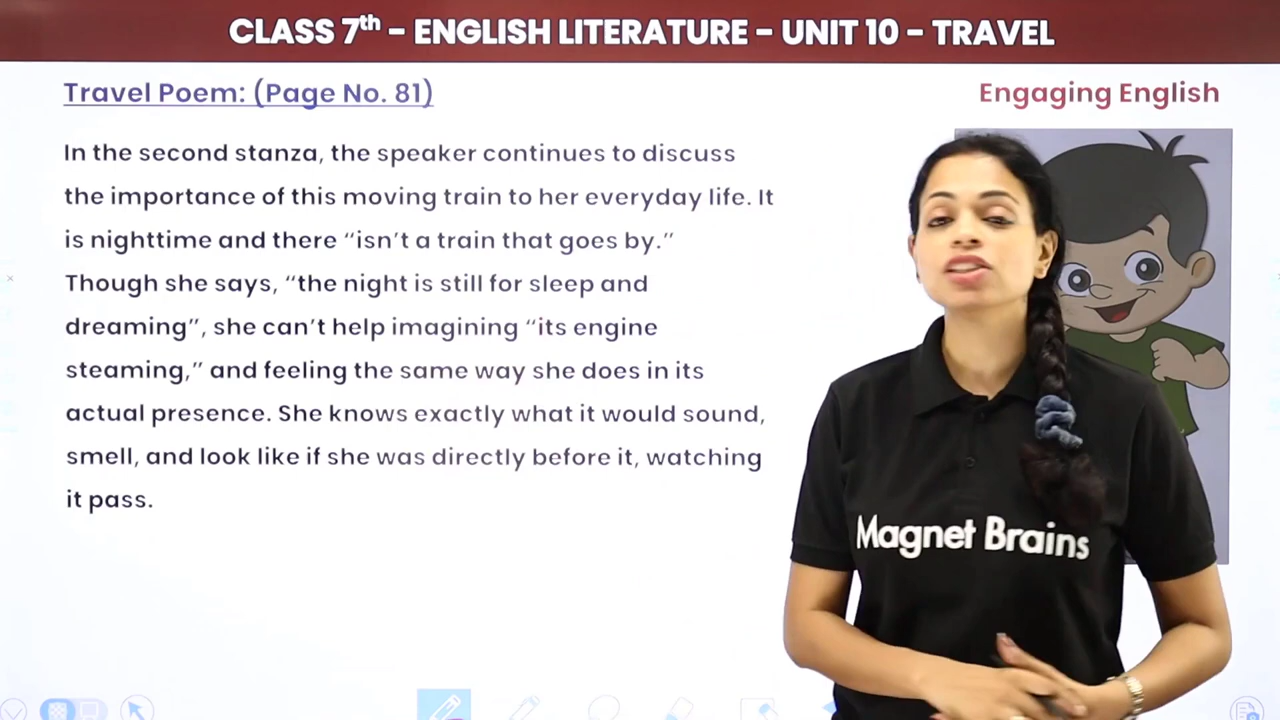 CLASS 7th – ENGLISH LITERATURE – UNIT 10 – TRAVEL
Travel Poem: (Page No. 81)
Engaging English
In the second stanza, the speaker continues to discuss
the importance of this moving train to her everyday life. It
is nighttime and there “isn’t a train that goes by.”
Though she says, “the night is still for sleep and
dreaming”, she can’t help imagining “its engine
steaming,” and feeling the same way she does in its
actual presence. She knows exactly what it would sound,
smell, and look like if she was directly before it, watching
it pass.
Magnet Brains